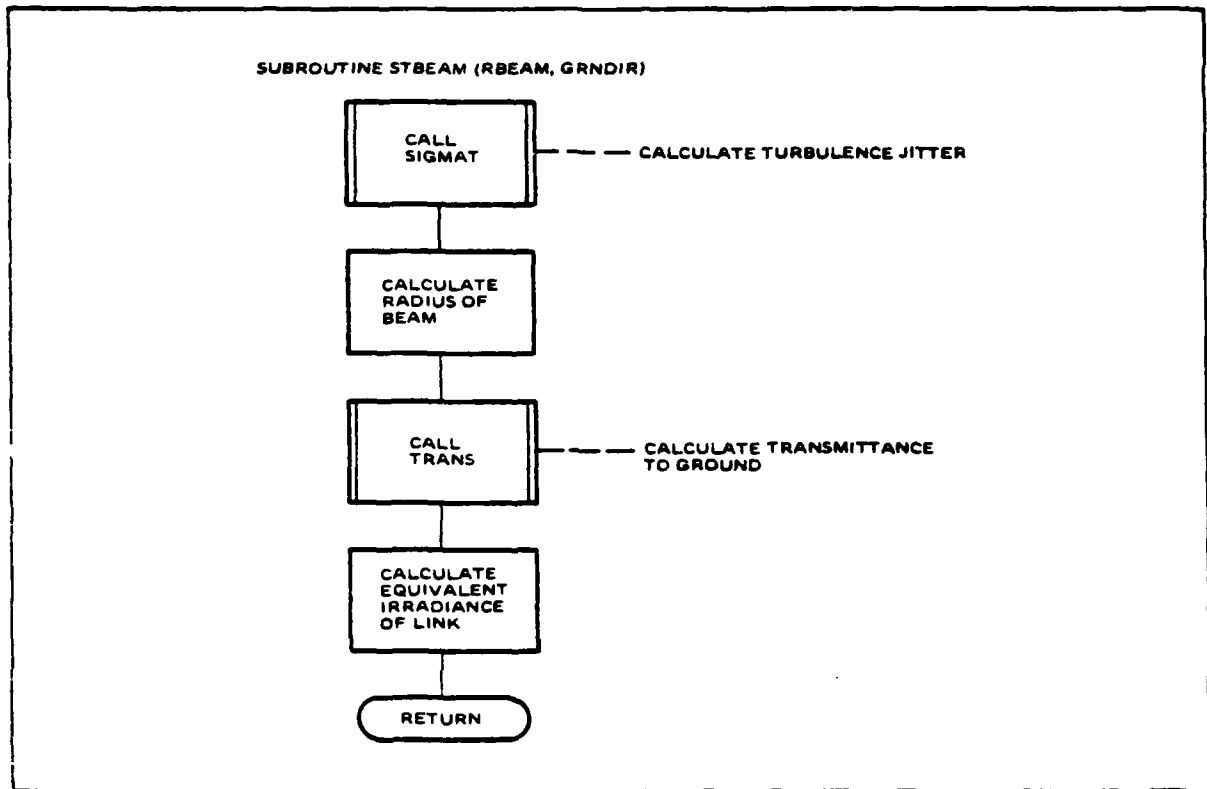 SUBROUTINE STBEAM (RBEAM, GRNDIR)
CALL
SIGMAT
CALCULATE TURBULENCE JITTER
CALCULATE
RADIUS OF
BEAM
CALL
TRANS
CALCULATE TRANSMITTANCE
TO GROUND
CALCULATE
EQUIVALENT
IRRADIANCE
OF LINK
RETURN